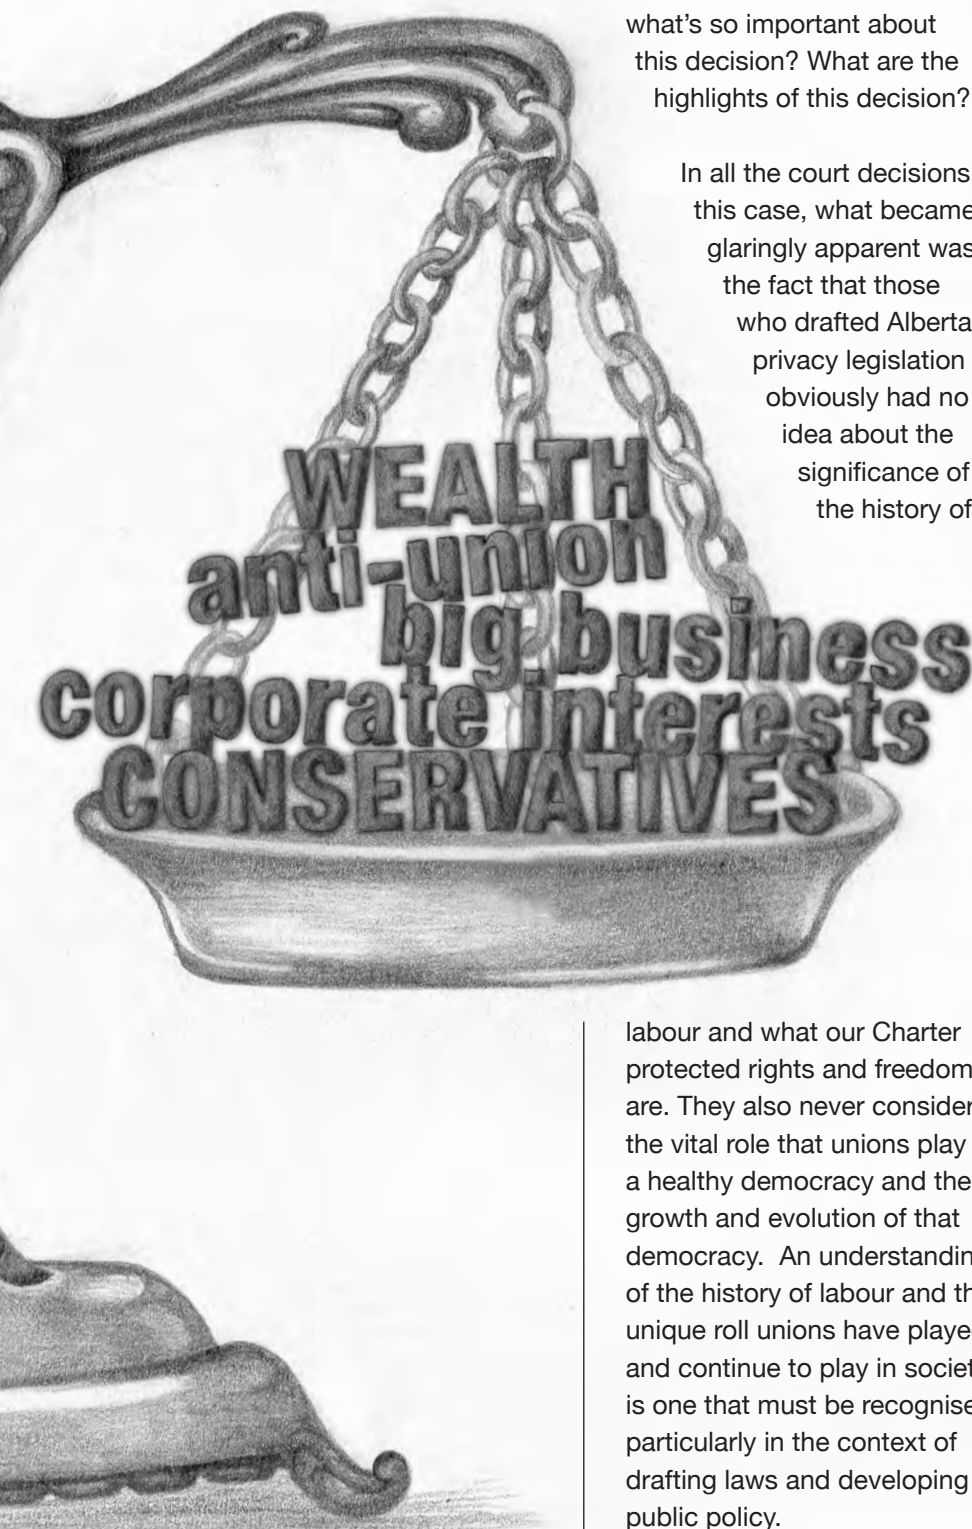 what's so important about
this decision? What are the
highlights of this decision?
In all the court decisions
this case, what became
glaringly apparent was
the fact that those
who drafted Alberta
privacy legislation
obviously had no
idea about the
significance of
the history of
WEALTH
anti-union
big business
corporate interests
CONSERVATIVES
labour and what our Charter
protected rights and freedom
are. They also never consider
the vital role that unions play
a healthy democracy and the
growth and evolution of that
democracy. An understandin
of the history of labour and th
unique roll unions have playe
and continue to play in societ
is one that must be recognise
particularly in the context of
drafting laws and developing
public policy.